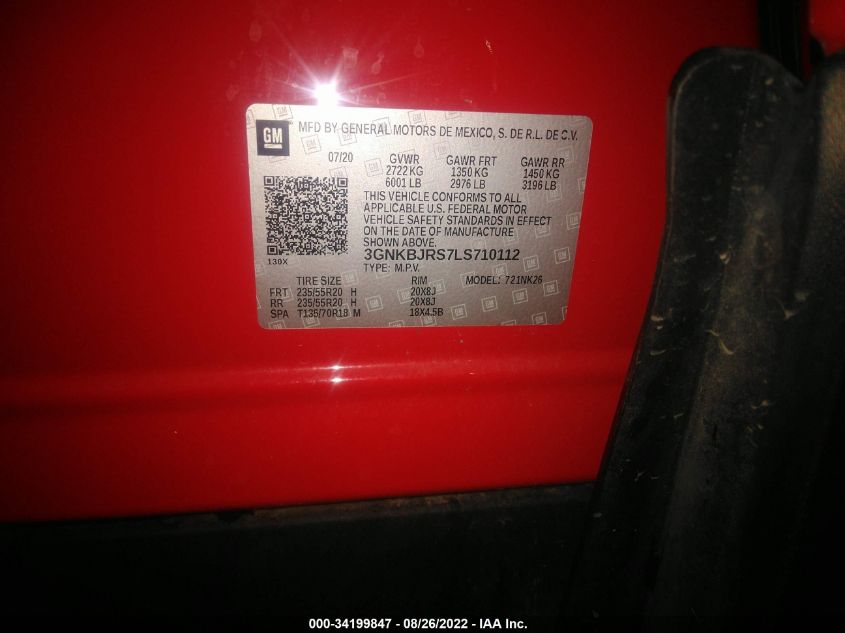 GM MFD BY GENERAL MOTORS DE MEXICO, S. DE R.L. DE C.V.
07/20 GVWR GAWR FRT GAWR RR
2722 KG 1350 KG 1450 KG
6001 LB 2976 LB 3196 LB
THIS VEHICLE CONFORMS TO ALL
APPLICABLE U.S. FEDERAL MOTOR
VEHICLE SAFETY STANDARDS IN EFFECT
ON THE DATE OF MANUFACTURE
SHOWN ABOVE.
130X 3GNKBJRS7LS710112
TYPE: M.P.V. MODEL: 721NK26
TIRE SIZE RIM
FRT 235/55R20 H 20X8J
RR 235/55R20 H 20X8J
SPA T135/70R18 M 18X4.5B
000-34199847 - 08/26/2022 - IAA Inc.